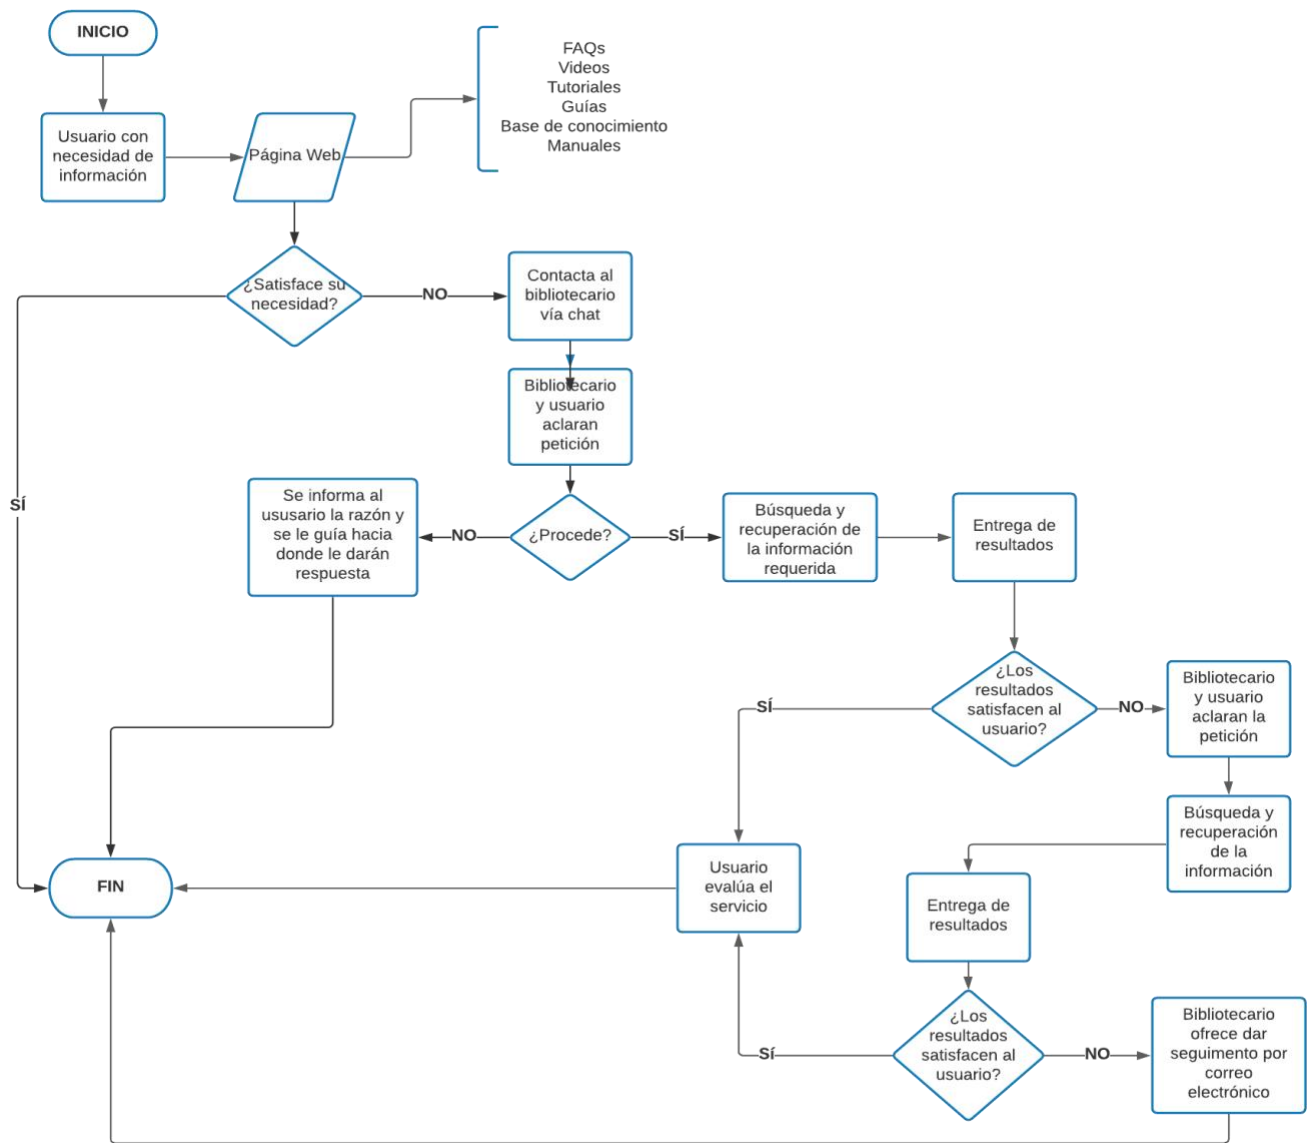 INICIO
FAQs
Videos
Tutoriales
Guías
Base de conocimiento
Manuales
Usuario con
necesidad de
información
Página Web
¿Satisface su
necesidad?
NO
Contacta al
bibliotecario
vía chat
Bibliotecario
y usuario
aclaran
petición
SÍ
Se informa al
ususario la razón y
se le guía hacia
donde le darán
respuesta
NO
¿Procede?
SÍ
Búsqueda y
recuperación de
la información
requerida
Entrega de
resultados
¿Los
resultados
satisfacen al
usuario?
SÍ
NO
Bibliotecario
y usuario
aclaran la
petición
Búsqueda y
recuperación
de la
información
FIN
Usuario
evalúa el
servicio
Entrega de
resultados
¿Los
resultados
satisfacen al
usuario?
Sí
NO
Bibliotecario
ofrece dar
seguimento por
correo
electrónico